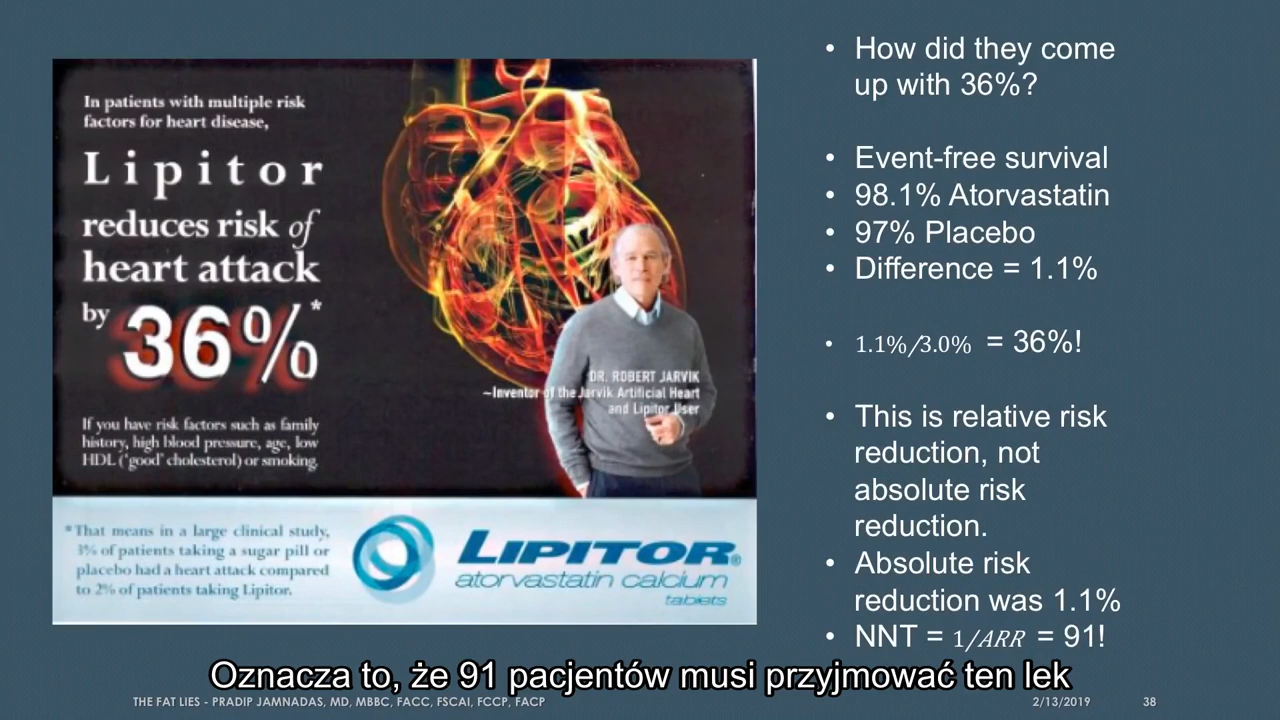 In patients with multiple risk
factors for heart disease,
Lipitor
reduces risk of
heart attack
by 36%*
DR. ROBERT JARVIK
~Inventor of the Jarvik Artificial Heart
and Lipitor User
If you have risk factors such as family
history, high blood pressure, age, low
HDL ("good" cholesterol) or smoking.
*That means in a large clinical study,
3% of patients taking a sugar pill or
placebo had a heart attack compared
to 2% of patients taking Lipitor.
LIPITOR®
atorvastatin calcium
tablets
• How did they come
up with 36%?
• Event-free survival
• 98.1% Atorvastatin
• 97% Placebo
• Difference = 1.1%
• 1.1%/3.0% = 36%!
• This is relative risk
reduction, not
absolute risk
reduction.
• Absolute risk
reduction was 1.1%
• NNT = 1/ARR = 91!
Oznacza to, że 91 pacjentów musi przyjmować ten lek
THE FAT LIES - PRADIP JAMNADAS, MD, MBBC, FACC, FSCAI, FCCP, FACP
2/13/2019
38